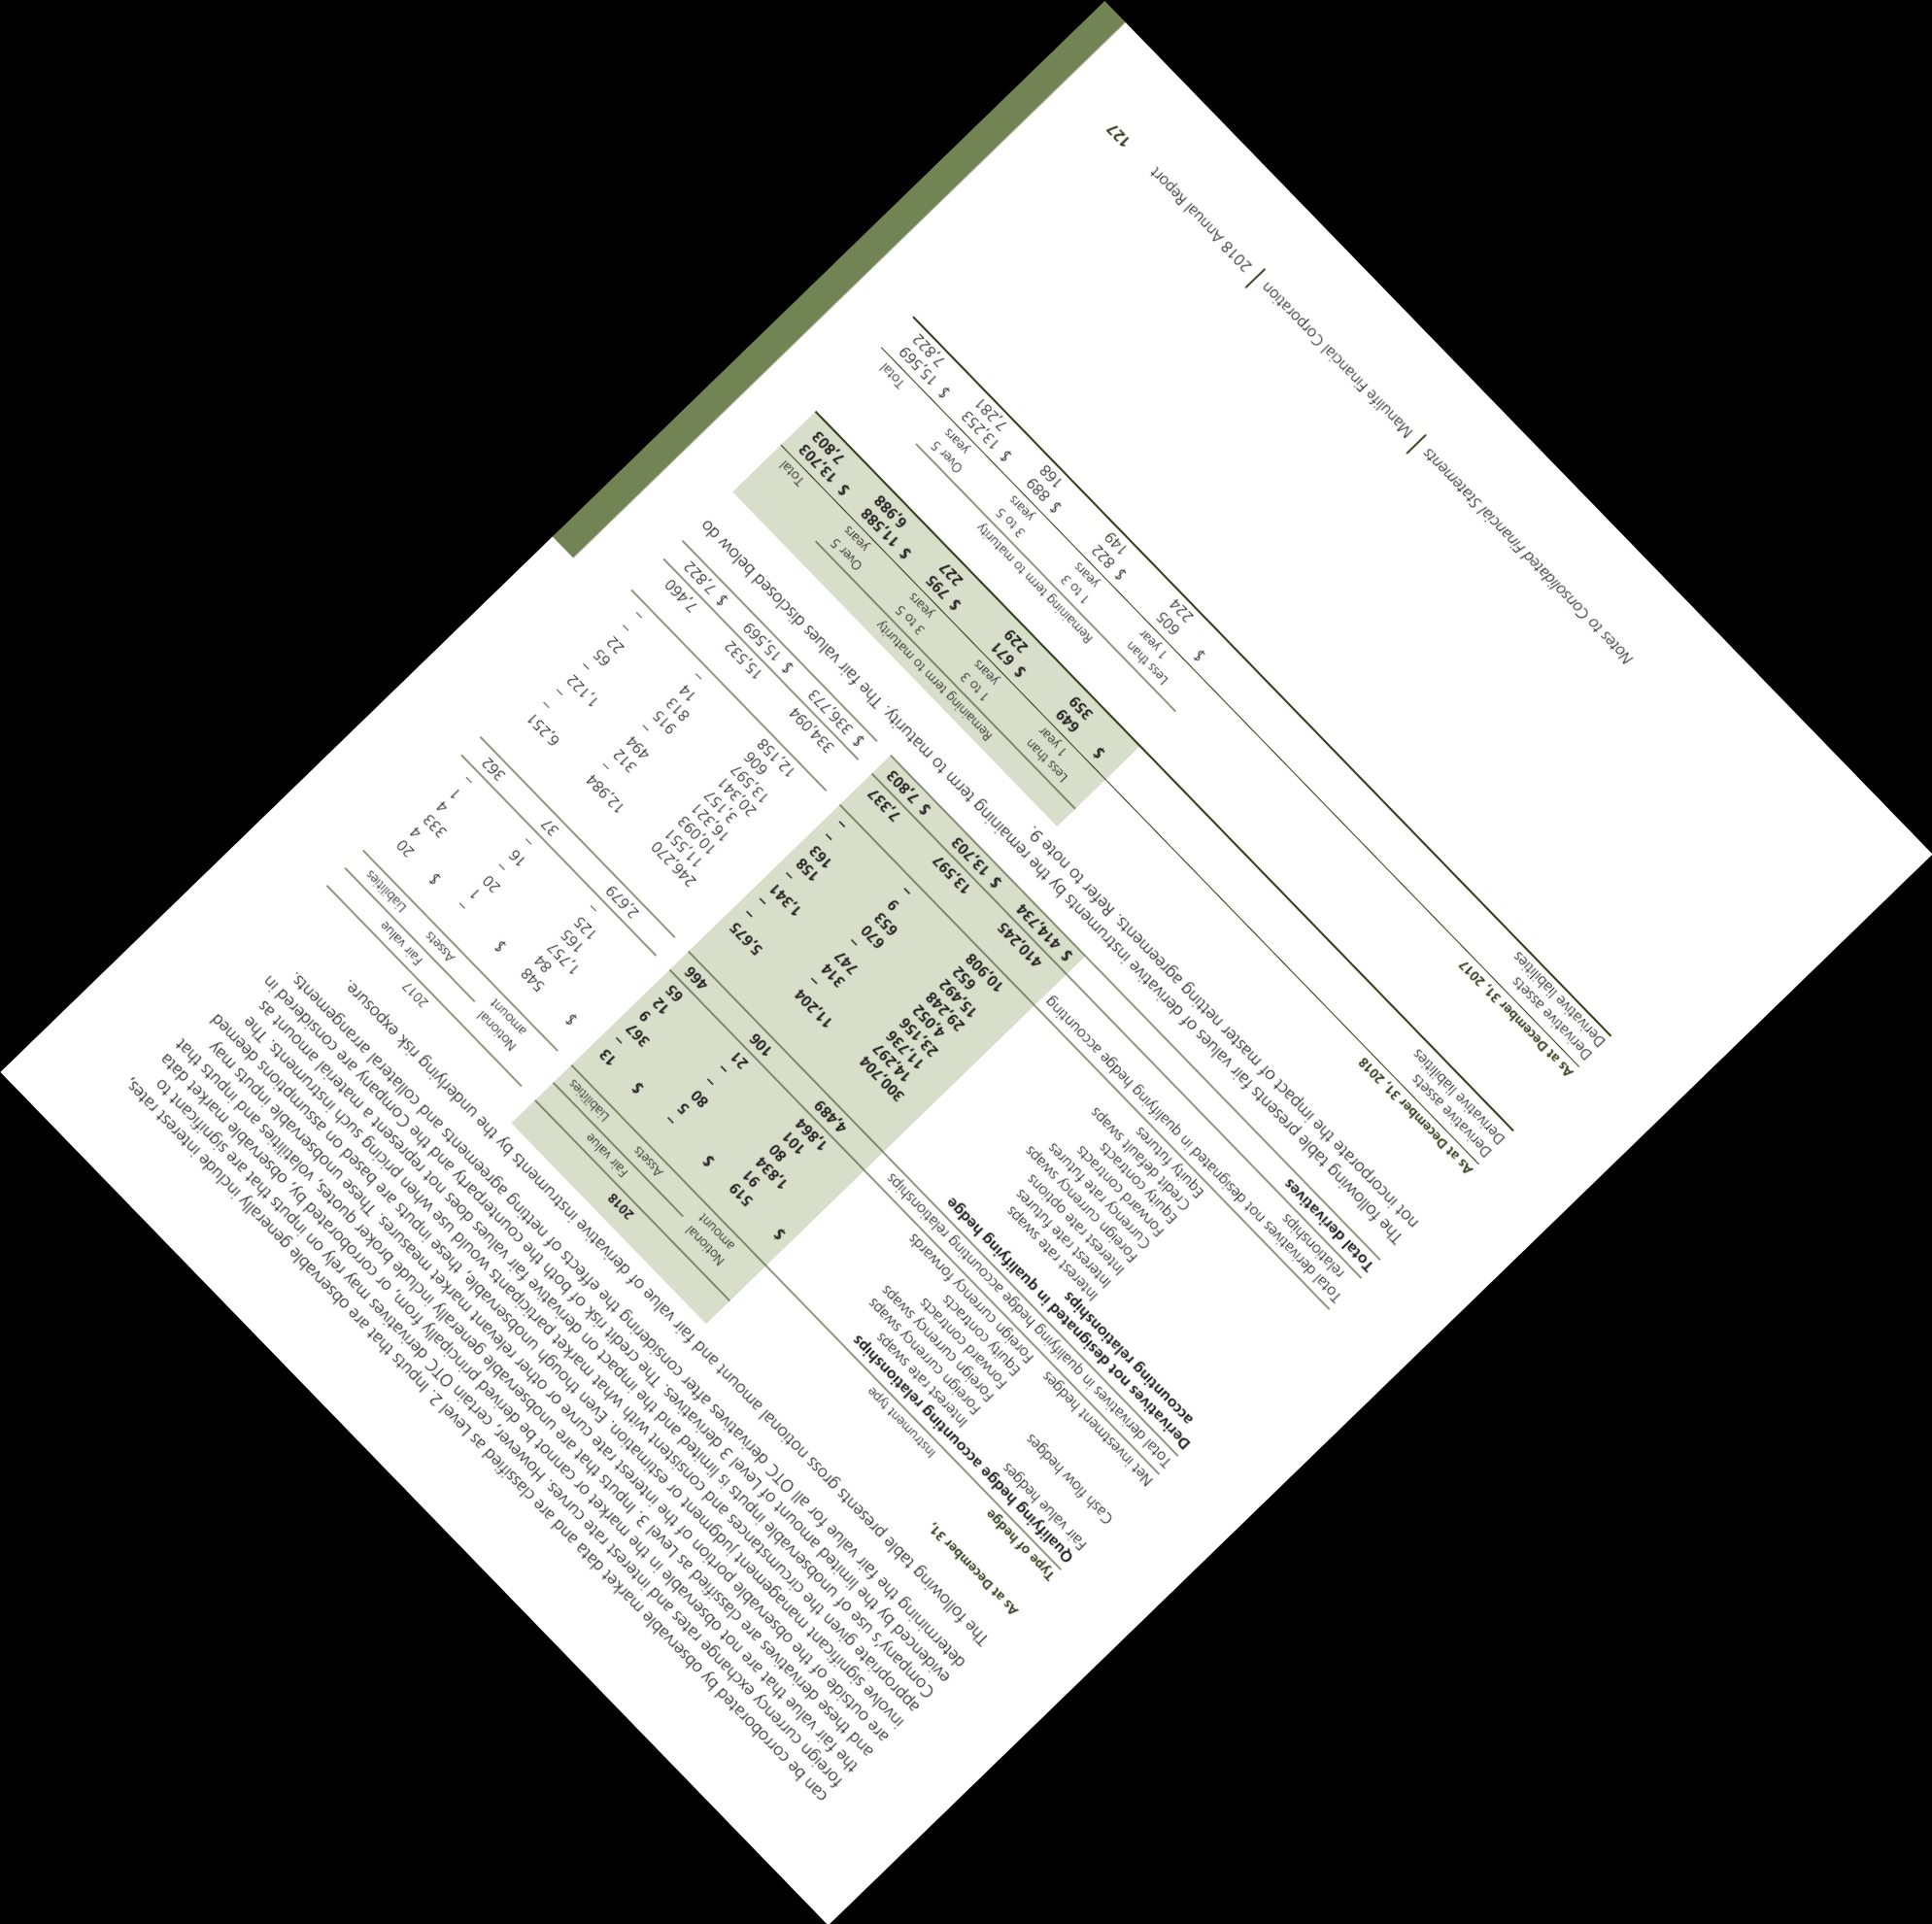 can be corroborated by observable market data and are classified as Level 2. Inputs that are observable generally include interest rates,
foreign currency exchange rates and interest rate curves. However, certain OTC derivatives may rely on inputs that are significant to
the fair value that are not observable in the market or cannot be derived principally from, or corroborated by, observable market data
and these derivatives are classified as Level 3. Inputs that are unobservable generally include broker quotes, volatilities and inputs that
are outside of the observable portion of the interest rate curve or other relevant market measures. These unobservable inputs may
involve significant management judgment or estimation. Even though unobservable, these inputs are based on assumptions deemed
appropriate given the circumstances and consistent with what market participants would use when pricing such instruments. The
Company's use of unobservable inputs is limited and the impact on derivative fair values does not represent a material amount as
evidenced by the limited amount of Level 3 derivatives. The credit risk of both the counterparty and the Company are considered in
determining the fair value for all OTC derivatives after considering the effects of netting agreements and collateral arrangements.
The following table presents gross notional amount and fair value of derivative instruments by the underlying risk exposure.
As at December 31, 2018 2017
Fair value Fair value
Type of hedge Instrument type Notional amount Assets Liabilities Notional amount Assets Liabilities
Qualifying hedge accounting relationships
Fair value hedges Interest rate swaps $ 519 $ – $ 13 $ 548 $ – $ 20
Foreign currency swaps 91 5 – 84 1 4
Cash flow hedges Foreign currency swaps 1,834 80 367 1,757 20 333
Forward contracts 80 – 9 165 – 4
Equity contracts 101 – 12 125 16 1
Net investment hedges Foreign currency forwards 1,864 21 65 – – –
Total derivatives in qualifying hedge accounting relationships 4,489 106 466 2,679 37 362
Derivatives not designated in qualifying hedge
accounting relationships
Interest rate swaps 300,704 11,204 5,675 246,270 12,984 6,251
Interest rate futures 14,297 – – 11,551 – –
Interest rate options 11,736 314 – 10,093 312 –
Foreign currency swaps 23,156 747 1,341 16,321 494 1,122
Currency rate futures 4,052 – – 3,157 – –
Forward contracts 29,248 670 158 20,341 915 65
Equity contracts 15,492 653 163 13,597 813 22
Credit default swaps 652 9 – 606 14 –
Equity futures 10,908 – – 12,158 – –
Total derivatives not designated in qualifying hedge accounting
relationships 410,245 13,597 7,337 334,094 15,532 7,460
Total derivatives $ 414,734 $ 13,703 $ 7,803 $ 336,773 $ 15,569 $ 7,822
The following table presents fair values of derivative instruments by the remaining term to maturity. The fair values disclosed below do
not incorporate the impact of master netting agreements. Refer to note 9.
Remaining term to maturity
As at December 31, 2018 Less than 1 year 1 to 3 years 3 to 5 years Over 5 years Total
Derivative assets $ 649 $ 671 $ 795 $ 11,588 $ 13,703
Derivative liabilities 359 229 227 6,988 7,803
Remaining term to maturity
As at December 31, 2017 Less than 1 year 1 to 3 years 3 to 5 years Over 5 years Total
Derivative assets $ 605 $ 822 $ 889 $ 13,253 $ 15,569
Derivative liabilities 224 149 168 7,281 7,822
Notes to Consolidated Financial Statements | Manulife Financial Corporation | 2018 Annual Report 127